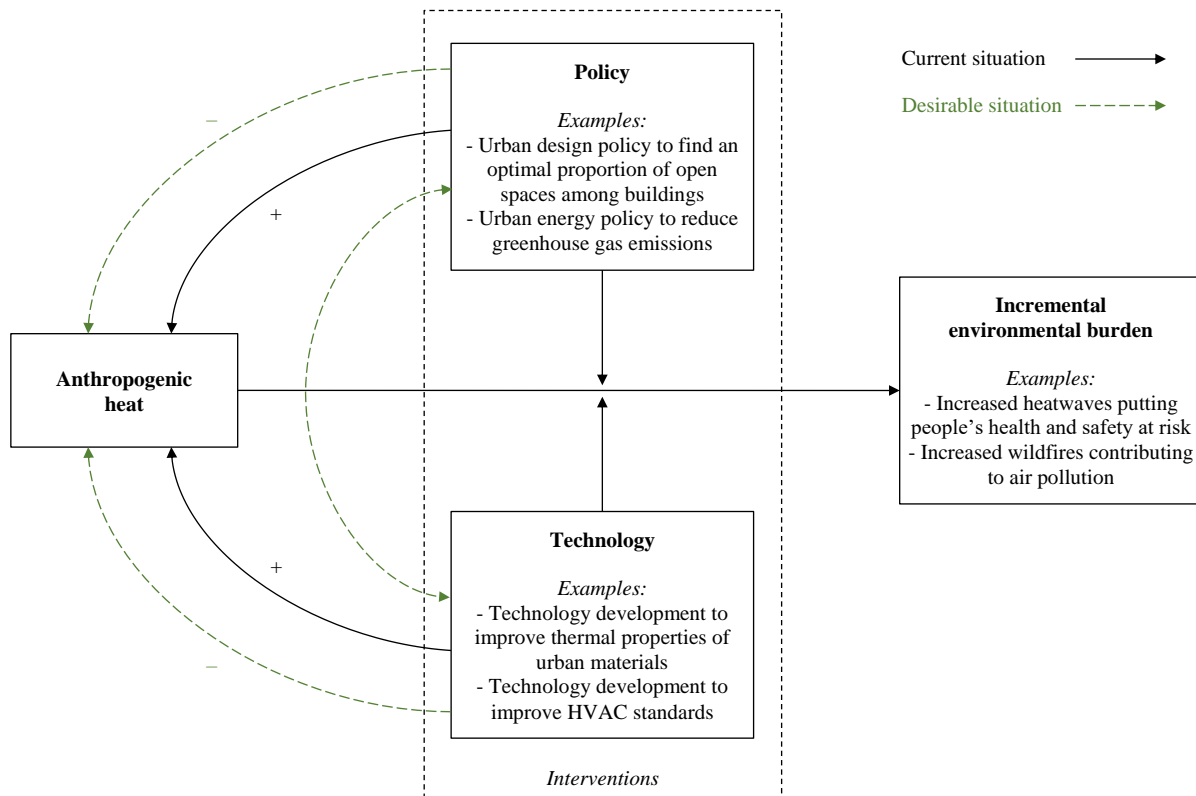 Policy
Examples:
- Urban design policy to find an
optimal proportion of open
spaces among buildings
- Urban energy policy to reduce
greenhouse gas emissions
Current situation
Desirable situation
–
+
Anthropogenic
heat
Incremental
environmental burden
Examples:
- Increased heatwaves putting
people’s health and safety at risk
- Increased wildfires contributing
to air pollution
+
–
Technology
Examples:
- Technology development to
improve thermal properties of
urban materials
- Technology development to
improve HVAC standards
Interventions